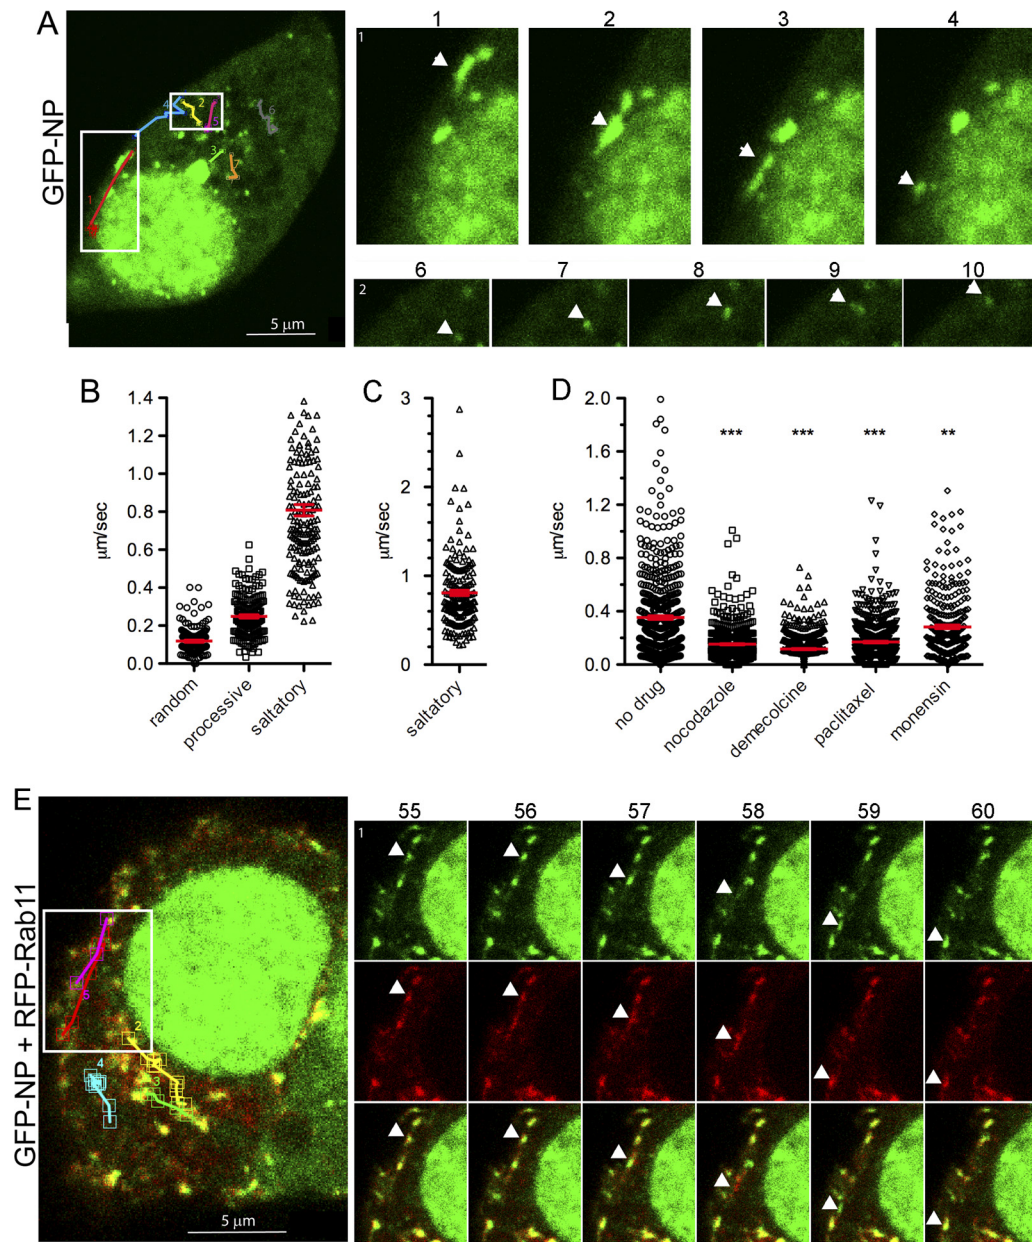 A
GFP-NP
1
2
3
4
5
6
7
5 µm
1 2 3 4
1
6 7 8 9 10
2
B
µm/sec
1.4
1.2
1.0
0.8
0.6
0.4
0.2
0.0
random
processive
saltatory
C
µm/sec
3
2
1
0
saltatory
D
µm/sec
2.0
1.6
1.2
0.8
0.4
0.0
*** *** *** **
no drug
nocodazole
demecolcine
paclitaxel
monensin
E
GFP-NP + RFP-Rab11
2
3
4
5
5 µm
55 56 57 58 59 60
1